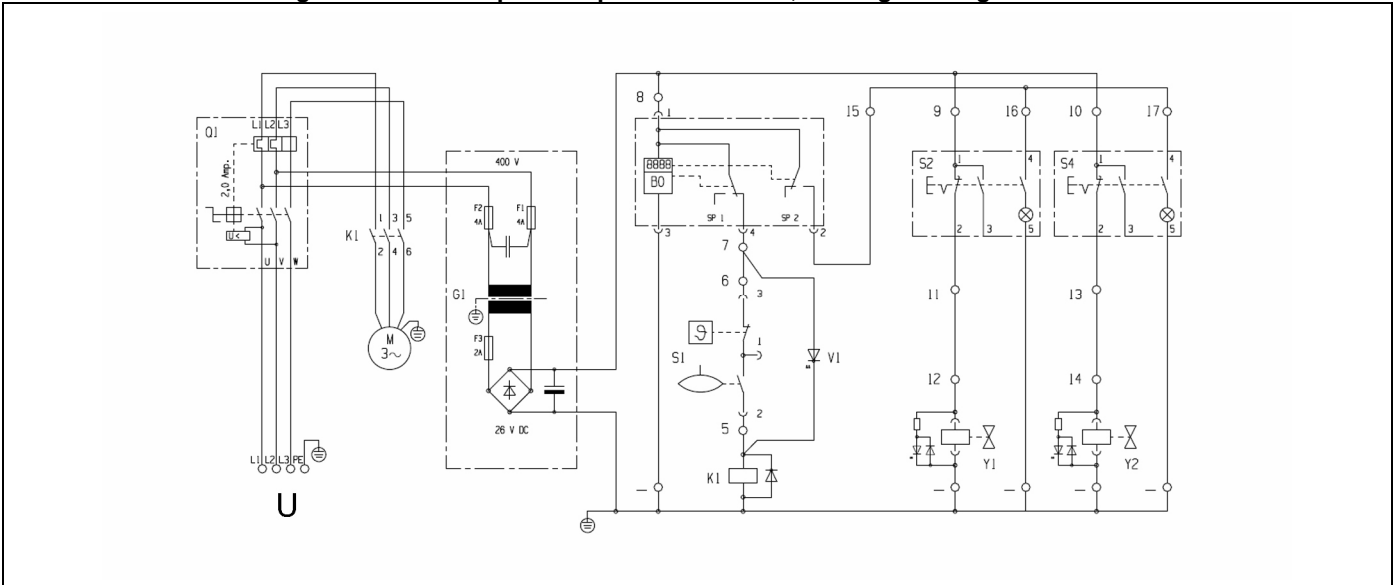 8
15
9
16
10
17
1
L1 L2 L3
Q1
2,0 Amp.
U<
U V W
1 3 5
K1
2 4 6
M
3~
400 V
F2
4A
F1
4A
G1
F3
2A
26 V DC
8888
B0
SP 1
SP 2
3
4
2
7
6
3
1
S1
2
5
V1
K1
S2
1
4
2
3
5
S4
1
4
2
3
5
11
13
12
14
Y1
Y2
L1 L2 L3 PE
U